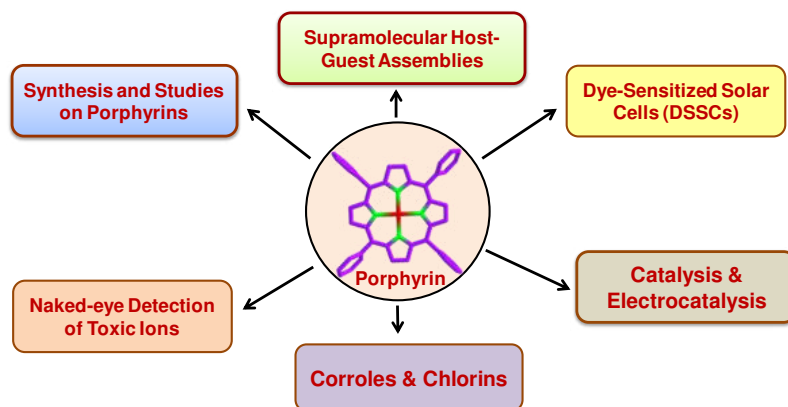 Supramolecular Host-
Guest Assemblies
Synthesis and Studies
on Porphyrins
Dye-Sensitized Solar
Cells (DSSCs)
Porphyrin
Naked-eye Detection
of Toxic Ions
Catalysis &
Electrocatalysis
Corroles & Chlorins